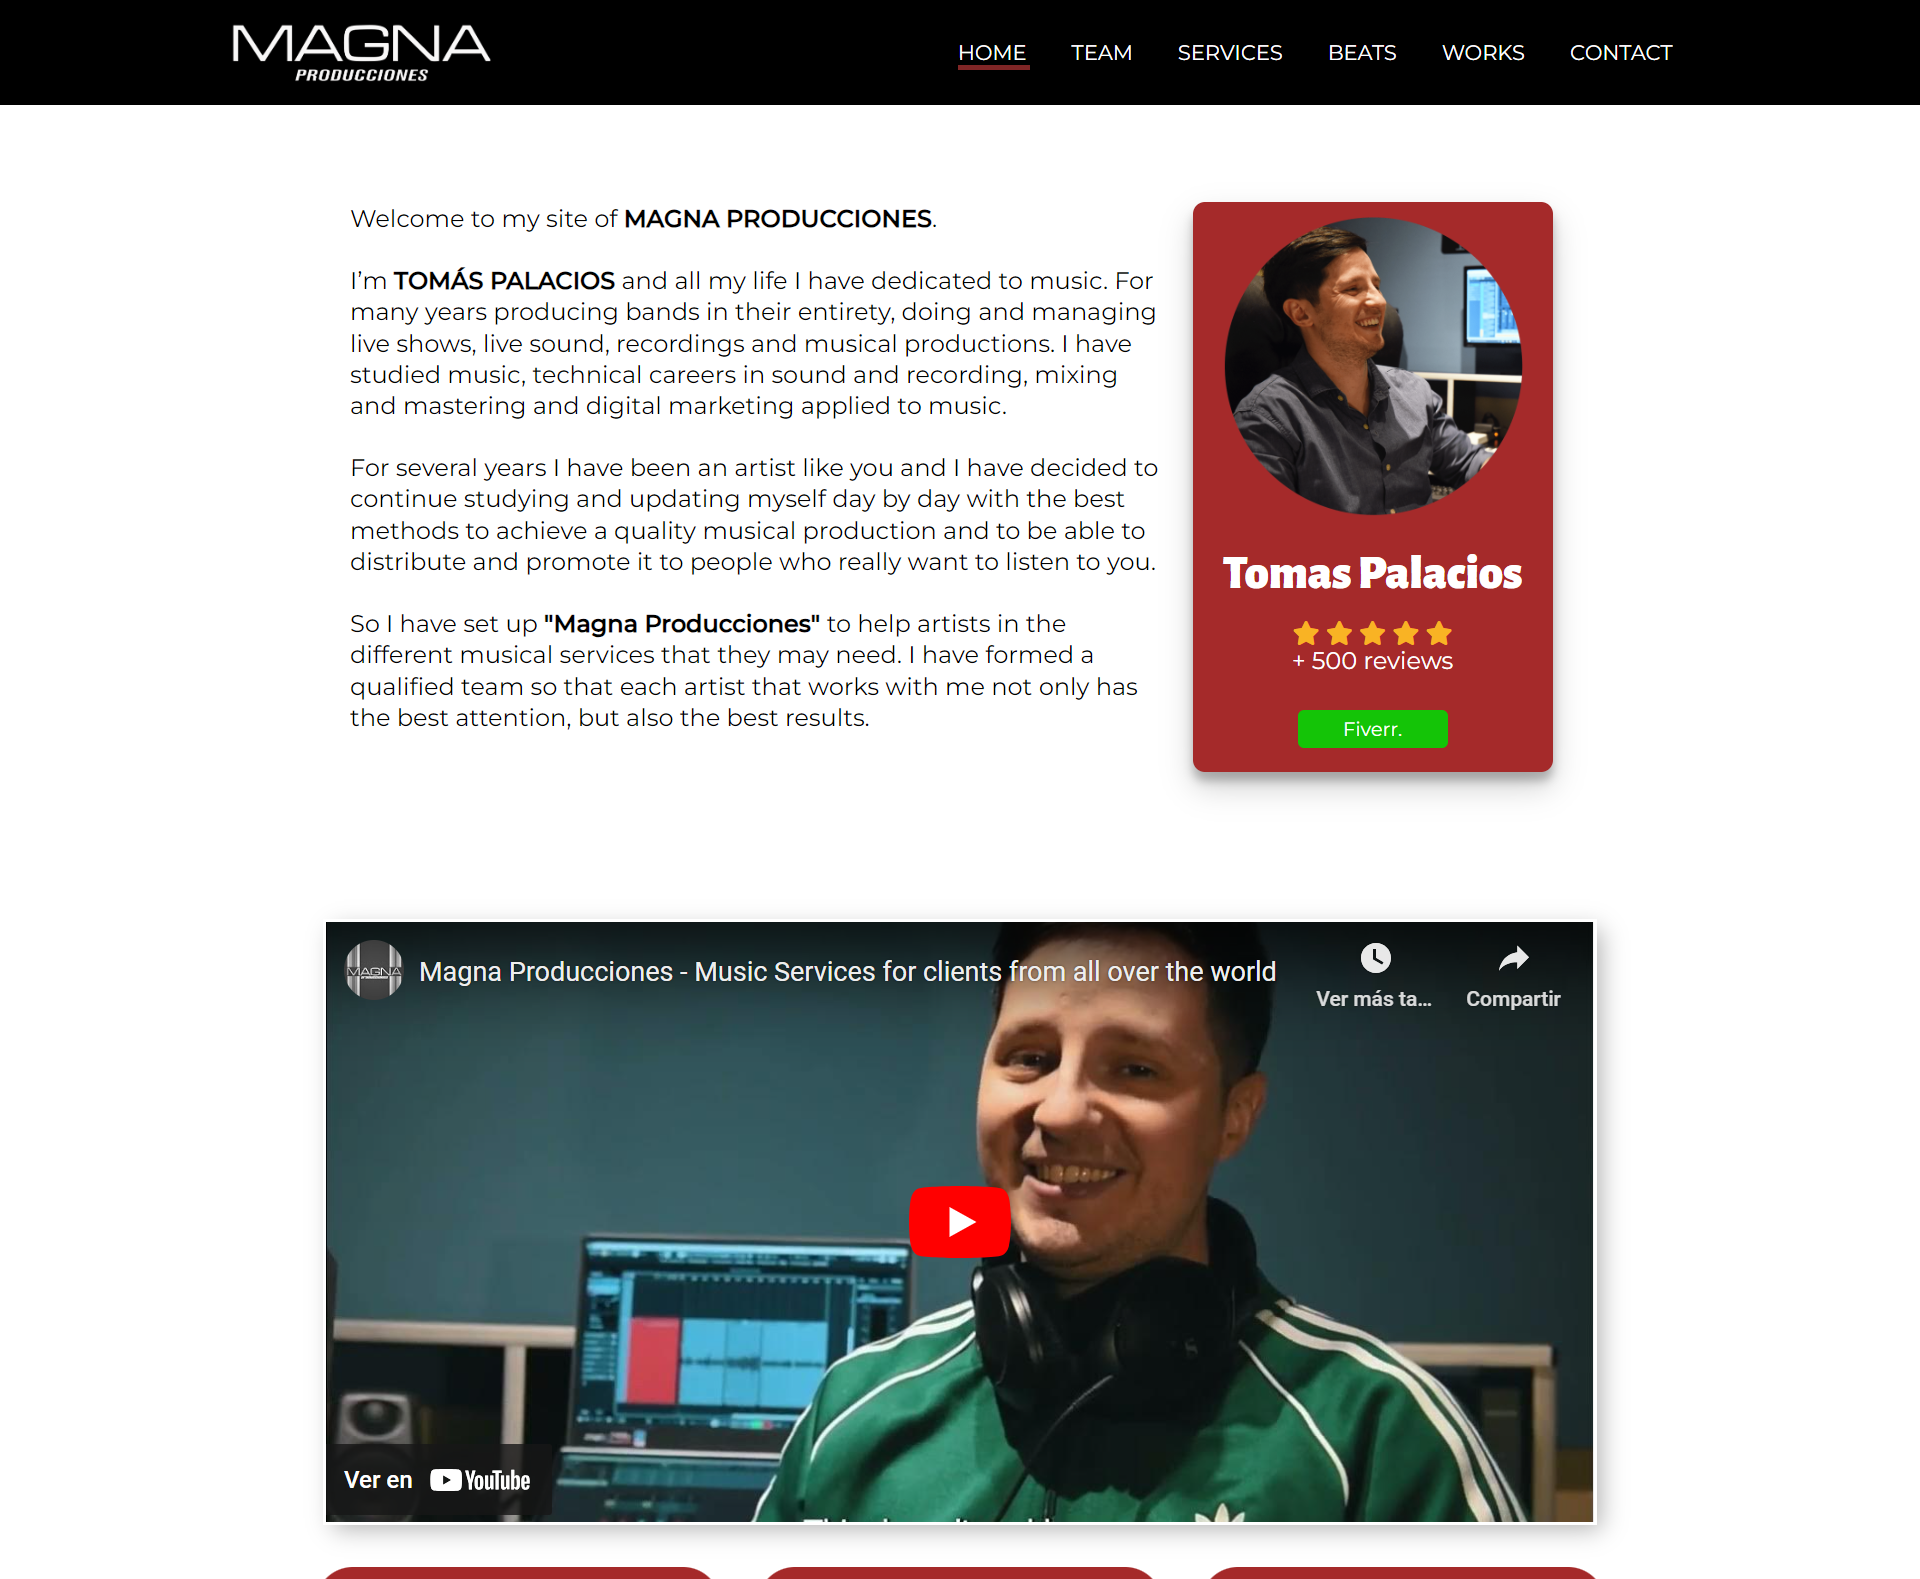 MAGNA
PRODUCCIONES
HOME TEAM SERVICES BEATS WORKS CONTACT
Welcome to my site of MAGNA PRODUCCIONES.
I’m TOMÁS PALACIOS and all my life I have dedicated to music. For
many years producing bands in their entirety, doing and managing
live shows, live sound, recordings and musical productions. I have
studied music, technical careers in sound and recording, mixing
and mastering and digital marketing applied to music.
For several years I have been an artist like you and I have decided to
continue studying and updating myself day by day with the best
methods to achieve a quality musical production and to be able to
distribute and promote it to people who really want to listen to you.
So I have set up "Magna Producciones" to help artists in the
different musical services that they may need. I have formed a
qualified team so that each artist that works with me not only has
the best attention, but also the best results.
Tomas Palacios
+ 500 reviews
Fiverr.
MAGNA
Magna Producciones - Music Services for clients from all over the world
Ver más ta...
Compartir
Ver en YouTube